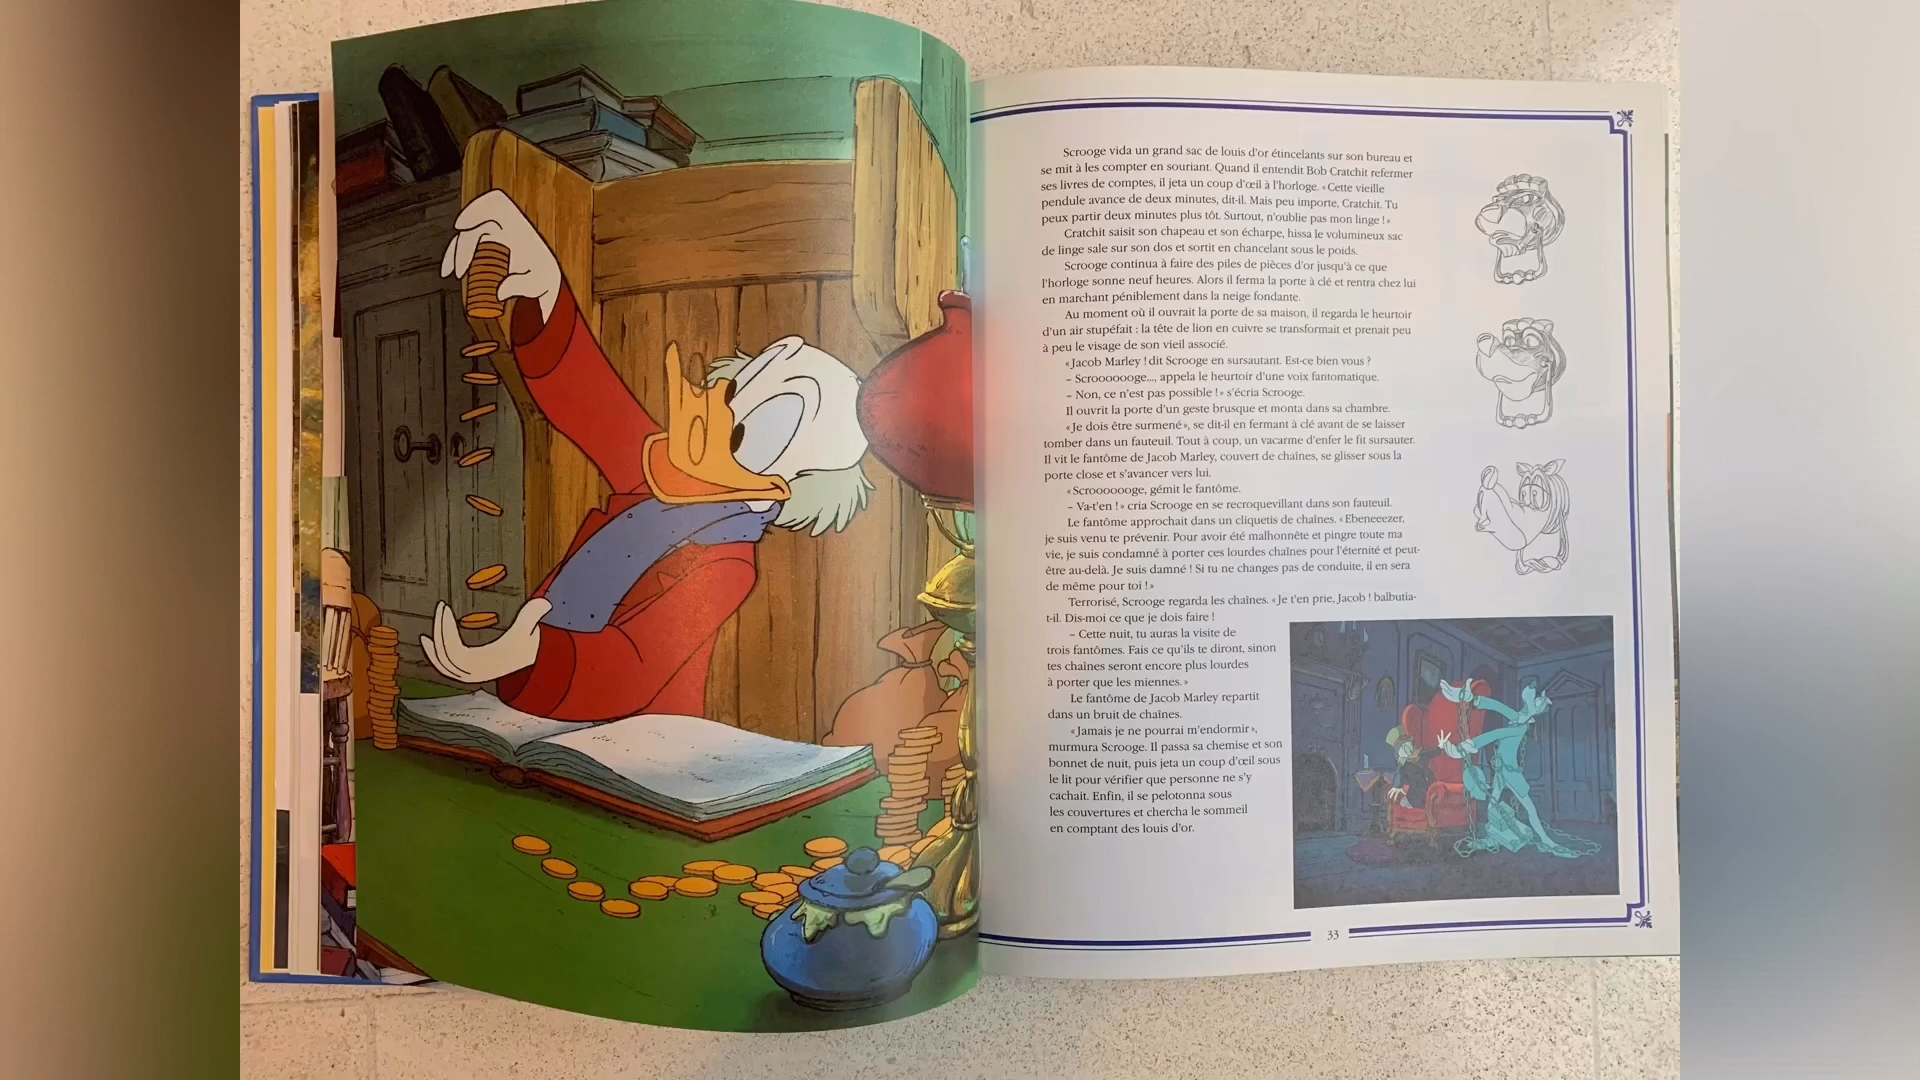 Scrooge vida un grand sac de louis d'or étincelants sur son bureau et
se mit à les compter en souriant. Quand il entendit Bob Cratchit refermer
ses livres de comptes, il jeta un coup d'œil à l'horloge. «Cette vieille
pendule avance de deux minutes, dit-il. Mais peu importe, Cratchit. Tu
peux partir deux minutes plus tôt. Surtout, n'oublie pas mon linge!»
Cratchit saisit son chapeau et son écharpe, hissa le volumineux sac
de linge sale sur son dos et sortit en chancelant sous le poids.
Scrooge continua à faire des piles de pièces d'or jusqu'à ce que
l'horloge sonne neuf heures. Alors il ferma la porte à clé et rentra chez lui
en marchant péniblement dans la neige fondante.
Au moment où il ouvrait la porte de sa maison, il regarda le heurtoir
d'un air stupéfait : la tête de lion en cuivre se transformait et prenait peu
à peu le visage de son vieil associé.
«Jacob Marley! dit Scrooge en sursautant. Est-ce bien vous?
– Scrooooooge..., appela le heurtoir d'une voix fantomatique.
– Non, ce n'est pas possible!» s'écria Scrooge.
Il ouvrit la porte d'un geste brusque et monta dans sa chambre.
«Je dois être surmené», se dit-il en fermant à clé avant de se laisser
tomber dans un fauteuil. Tout à coup, un vacarme d'enfer le fit sursauter.
Il vit le fantôme de Jacob Marley, couvert de chaînes, se glisser sous la
porte close et s'avancer vers lui.
«Scrooooooge, gémit le fantôme.
– Va-t'en!» cria Scrooge en se recroquevillant dans son fauteuil.
Le fantôme approchait dans un cliquetis de chaînes. «Ebeneeezer,
je suis venu te prévenir. Pour avoir été malhonnête et pingre toute ma
vie, je suis condamné à porter ces lourdes chaînes pour l'éternité et peut-
être au-delà. Je suis damné! Si tu ne changes pas de conduite, il en sera
de même pour toi!»
Terrorisé, Scrooge regarda les chaînes. «Je t'en prie, Jacob! balbutia-
t-il. Dis-moi ce que je dois faire!
– Cette nuit, tu auras la visite de
trois fantômes. Fais ce qu'ils te diront, sinon
tes chaînes seront encore plus lourdes
à porter que les miennes.»
Le fantôme de Jacob Marley repartit
dans un bruit de chaînes.
«Jamais je ne pourrai m'endormir»,
murmura Scrooge. Il passa sa chemise et son
bonnet de nuit, puis jeta un coup d'œil sous
le lit pour vérifier que personne ne s'y
cachait. Enfin, il se pelotonna sous
les couvertures et chercha le sommeil
en comptant des louis d'or.
33